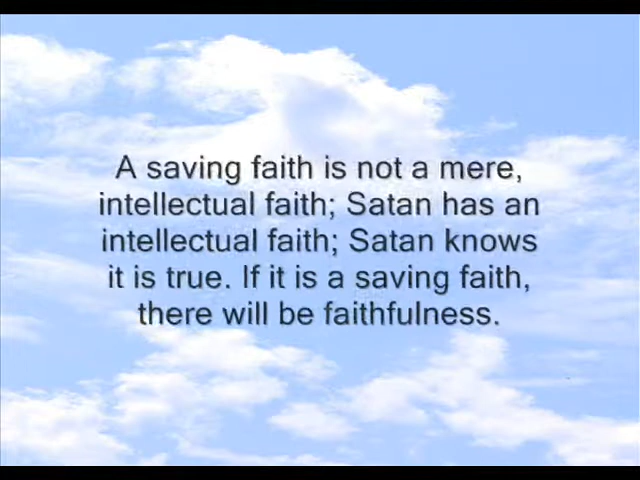 A saving faith is not a mere,
intellectual faith; Satan has an
intellectual faith; Satan knows
it is true. If it is a saving faith,
there will be faithfulness.